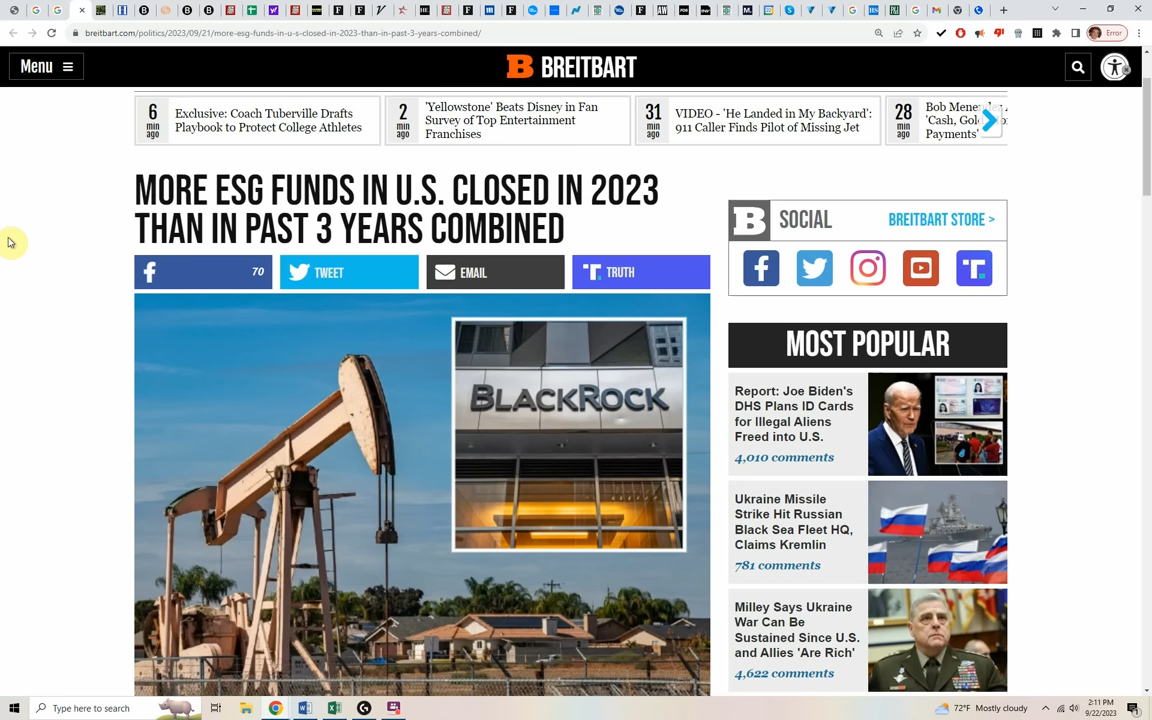 breitbart.com/politics/2023/09/21/more-esg-funds-in-u-s-closed-in-2023-than-in-past-3-years-combined/
Error
Menu
B BREITBART
6
min
ago
Exclusive: Coach Tuberville Drafts
Playbook to Protect College Athletes
2
min
ago
'Yellowstone' Beats Disney in Fan
Survey of Top Entertainment
Franchises
31
min
ago
VIDEO - 'He Landed in My Backyard':
911 Caller Finds Pilot of Missing Jet
28
min
ago
Bob
'Cash,
Payments'
MORE ESG FUNDS IN U.S. CLOSED IN 2023
THAN IN PAST 3 YEARS COMBINED
70
TWEET
EMAIL
TRUTH
BLACKROCK
B SOCIAL
BREITBART STORE >
MOST POPULAR
Report: Joe Biden's
DHS Plans ID Cards
for Illegal Aliens
Freed into U.S.
4,010 comments
Ukraine Missile
Strike Hit Russian
Black Sea Fleet HQ,
Claims Kremlin
781 comments
Milley Says Ukraine
War Can Be
Sustained Since U.S.
and Allies 'Are Rich'
4,622 comments
Type here to search
72°F Mostly cloudy
2:11 PM
9/22/2023